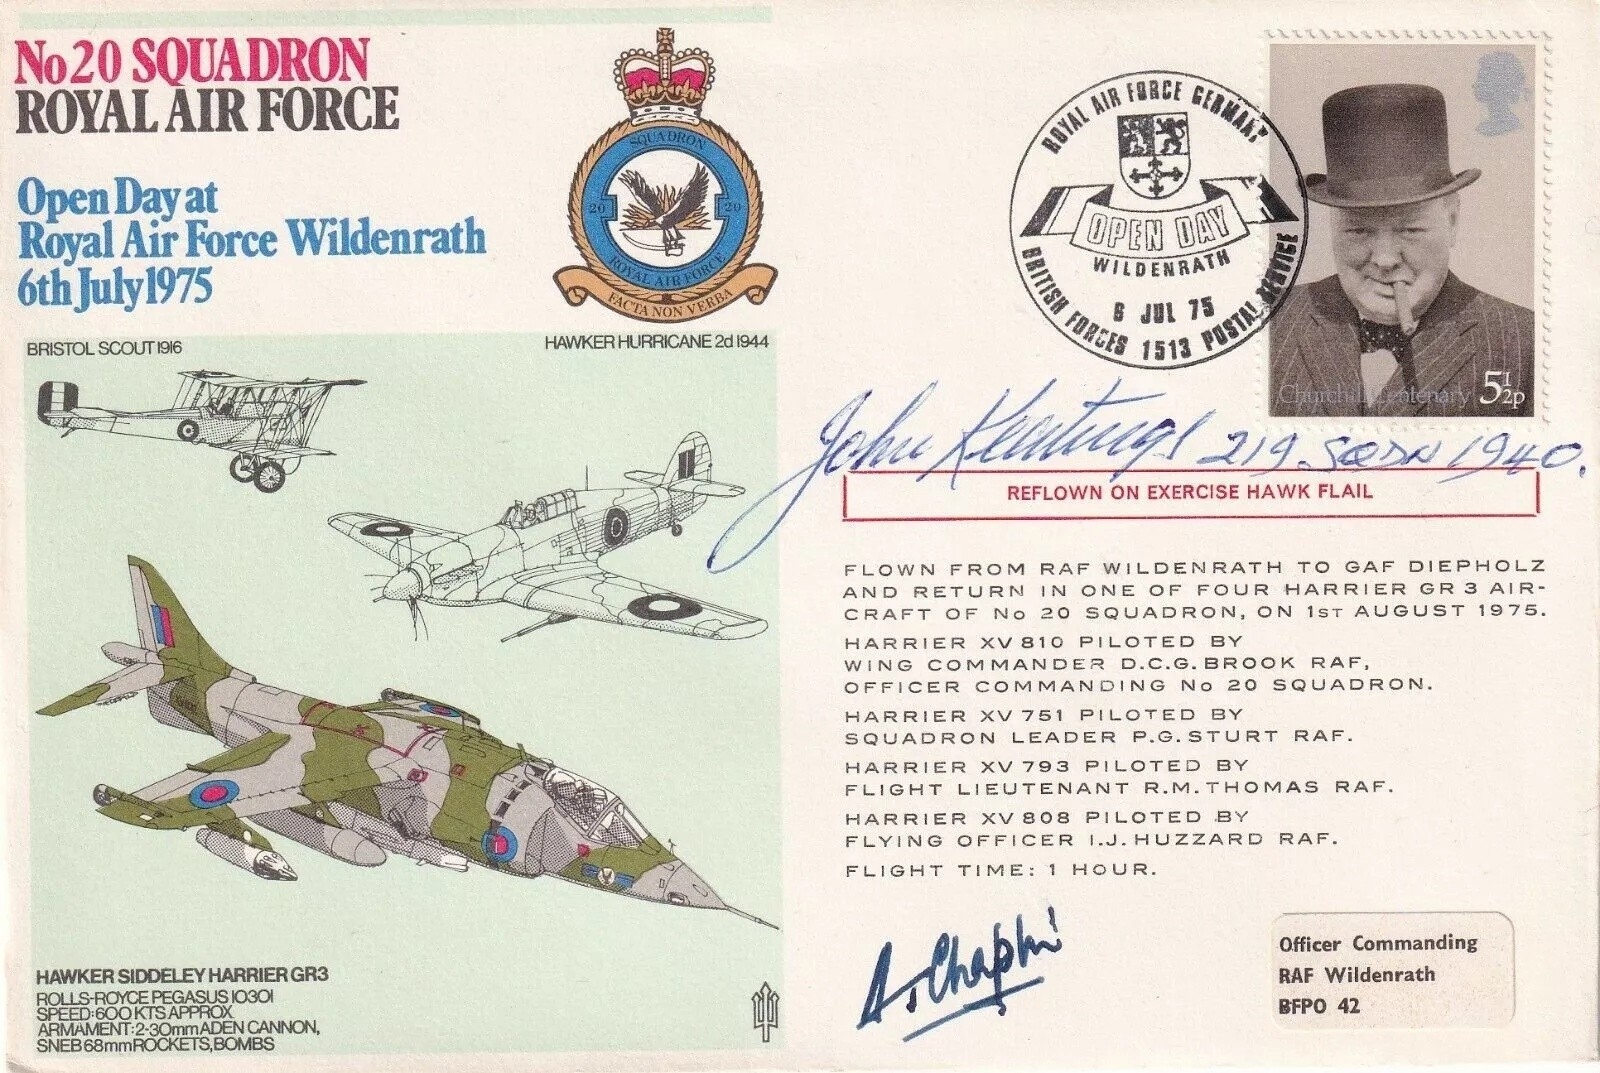 No 20 SQUADRON
ROYAL AIR FORCE
Open Day at
Royal Air Force Wildenrath
6th July 1975
SQUADRON
20 20
ROYAL AIR FORCE
FACTA NON VERBA
BRISTOL SCOUT 1916
HAWKER HURRICANE 2d 1944
HAWKER SIDDELEY HARRIER GR3
ROLLS-ROYCE PEGASUS 10301
SPEED:600 KTS APPROX
ARMAMENT:2-30mm ADEN CANNON,
SNEB 68mm ROCKETS, BOMBS
ROYAL AIR FORCE GERMANY
OPEN DAY
WILDENRATH
6 JUL 75
BRITISH FORCES 1513 POSTAL SERVICE
Churchill Centenary 5½p
John Keatings 219 SQDN 1940.
REFLOWN ON EXERCISE HAWK FLAIL
FLOWN FROM RAF WILDENRATH TO GAF DIEPHOLZ
AND RETURN IN ONE OF FOUR HARRIER GR 3 AIR-
CRAFT OF No 20 SQUADRON, ON 1ST AUGUST 1975.
HARRIER XV 810 PILOTED BY
WING COMMANDER D.C.G. BROOK RAF,
OFFICER COMMANDING No 20 SQUADRON.
HARRIER XV 751 PILOTED BY
SQUADRON LEADER P.G. STURT RAF.
HARRIER XV 793 PILOTED BY
FLIGHT LIEUTENANT R.M. THOMAS RAF.
HARRIER XV 808 PILOTED BY
FLYING OFFICER I.J. HUZZARD RAF.
FLIGHT TIME: 1 HOUR.
Officer Commanding
RAF Wildenrath
BFPO 42